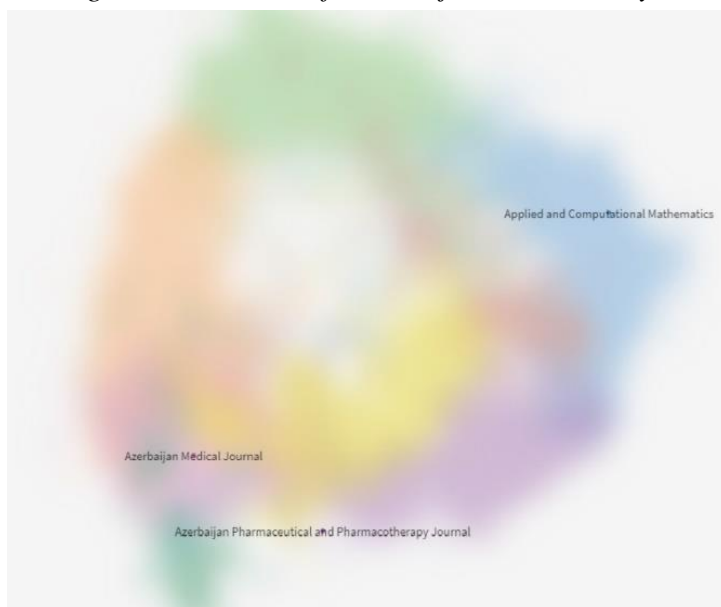 Applied and Computational Mathematics
Azerbaijan Medical Journal
Azerbaijan Pharmaceutical and Pharmacotherapy Journal